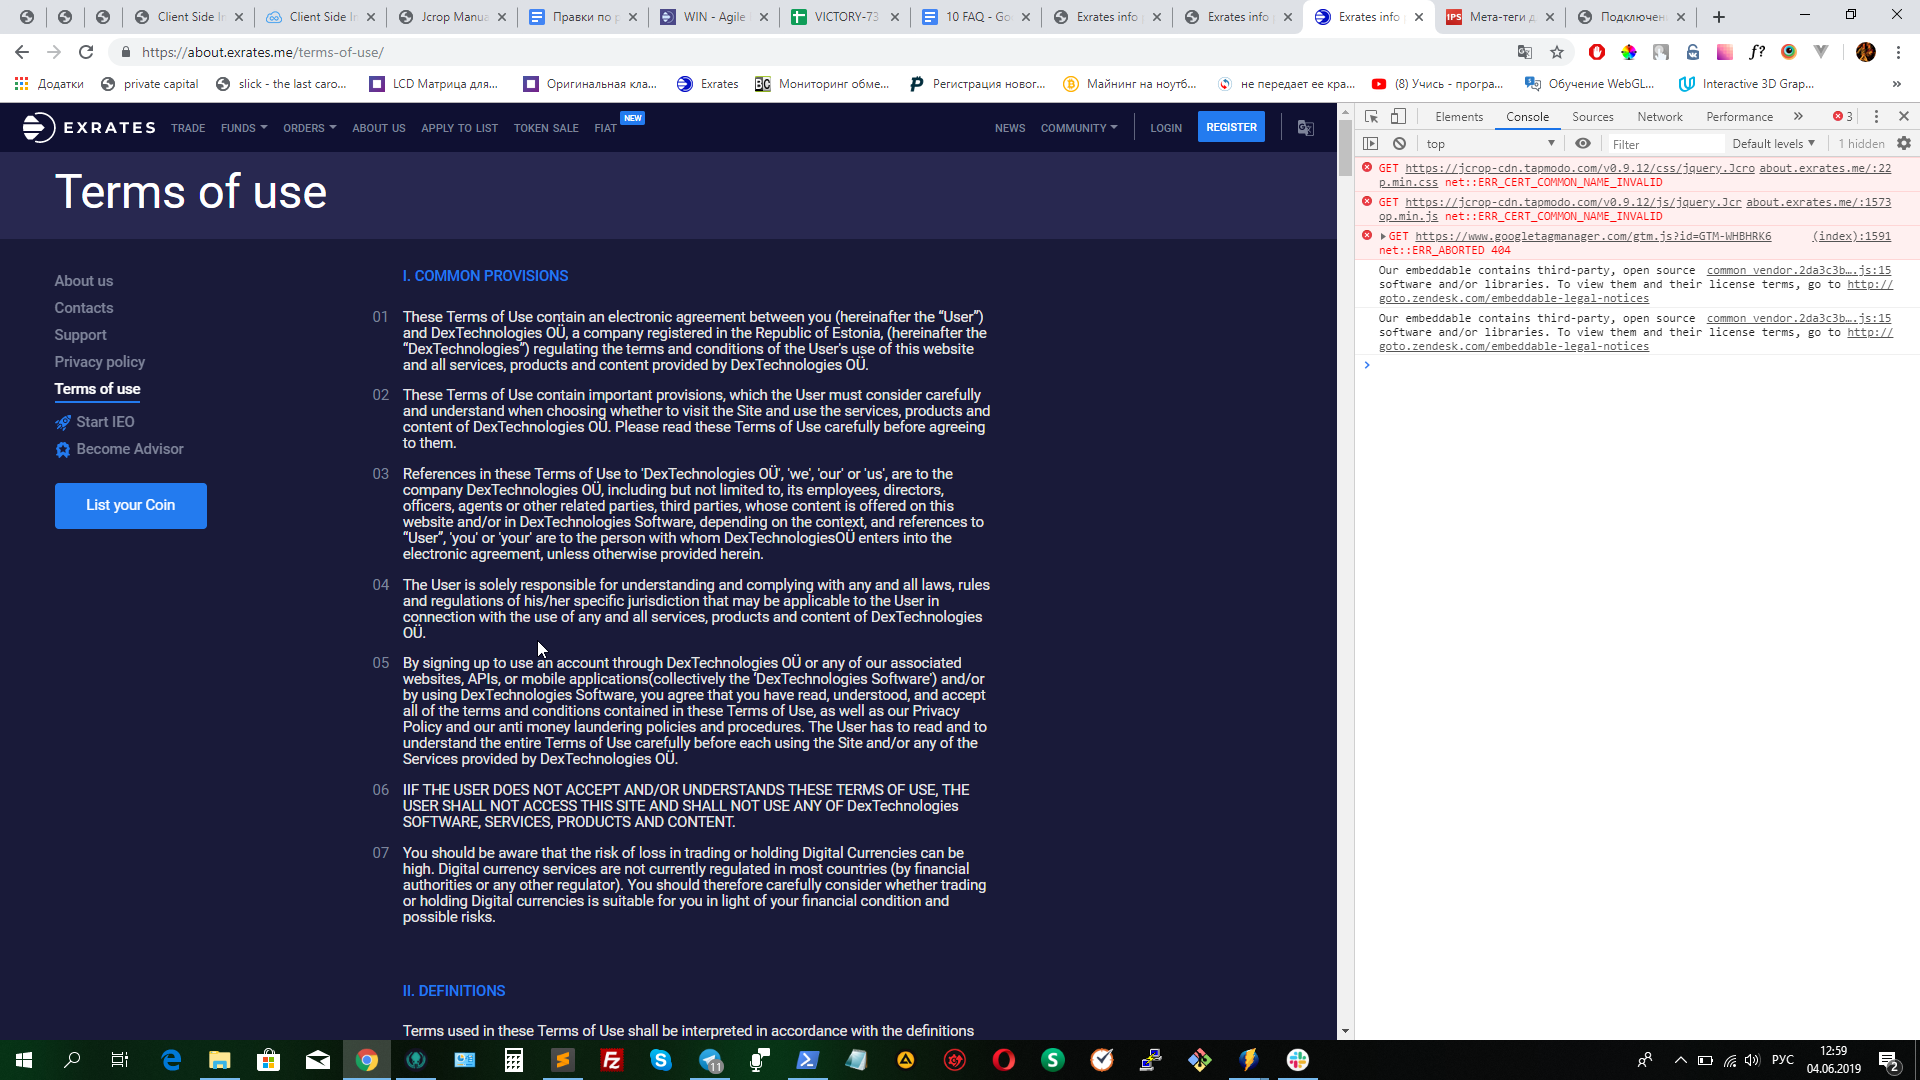 Client Side In
Client Side In
Jcrop Manua
Правки по р
WIN - Agile
VICTORY-73
10 FAQ - Go
Exrates info
Exrates info
Exrates info
Мета-теги д
Подключен
https://about.exrates.me/terms-of-use/
Додатки
private capital
slick - the last caro...
LCD Матрица для...
Оригинальная кла...
Exrates
Мониторинг обме...
Регистрация новог...
Майнинг на ноутб...
не передает ее кра...
(8) Учись - програ...
Обучение WebGL...
Interactive 3D Grap...
EXRATES
TRADE
FUNDS
ORDERS
ABOUT US
APPLY TO LIST
TOKEN SALE
FIAT
NEW
NEWS
COMMUNITY
LOGIN
REGISTER
Terms of use
About us
Contacts
Support
Privacy policy
Terms of use
Start IEO
Become Advisor
List your Coin
I. COMMON PROVISIONS
01 These Terms of Use contain an electronic agreement between you (hereinafter the “User”)
and DexTechnologies OÜ, a company registered in the Republic of Estonia, (hereinafter the
“DexTechnologies”) regulating the terms and conditions of the User's use of this website
and all services, products and content provided by DexTechnologies OÜ.
02 These Terms of Use contain important provisions, which the User must consider carefully
and understand when choosing whether to visit the Site and use the services, products and
content of DexTechnologies OÜ. Please read these Terms of Use carefully before agreeing
to them.
03 References in these Terms of Use to 'DexTechnologies OÜ', 'we', 'our' or 'us', are to the
company DexTechnologies OÜ, including but not limited to, its employees, directors,
officers, agents or other related parties, third parties, whose content is offered on this
website and/or in DexTechnologies Software, depending on the context, and references to
“User”, 'you' or 'your' are to the person with whom DexTechnologiesOÜ enters into the
electronic agreement, unless otherwise provided herein.
04 The User is solely responsible for understanding and complying with any and all laws, rules
and regulations of his/her specific jurisdiction that may be applicable to the User in
connection with the use of any and all services, products and content of DexTechnologies
OÜ.
05 By signing up to use an account through DexTechnologies OÜ or any of our associated
websites, APIs, or mobile applications(collectively the 'DexTechnologies Software') and/or
by using DexTechnologies Software, you agree that you have read, understood, and accept
all of the terms and conditions contained in these Terms of Use, as well as our Privacy
Policy and our anti money laundering policies and procedures. The User has to read and to
understand the entire Terms of Use carefully before each using the Site and/or any of the
Services provided by DexTechnologies OÜ.
06 IIF THE USER DOES NOT ACCEPT AND/OR UNDERSTANDS THESE TERMS OF USE, THE
USER SHALL NOT ACCESS THIS SITE AND SHALL NOT USE ANY OF DexTechnologies
SOFTWARE, SERVICES, PRODUCTS AND CONTENT.
07 You should be aware that the risk of loss in trading or holding Digital Currencies can be
high. Digital currency services are not currently regulated in most countries (by financial
authorities or any other regulator). You should therefore carefully consider whether trading
or holding Digital currencies is suitable for you in light of your financial condition and
possible risks.
II. DEFINITIONS
Terms used in these Terms of Use shall be interpreted in accordance with the definitions
Elements
Console
Sources
Network
Performance
3
top
Filter
Default levels
1 hidden
GET https://jcrop-cdn.tapmodo.com/v0.9.12/css/jquery.Jcro about.exrates.me/:22
p.min.css net::ERR_CERT_COMMON_NAME_INVALID
GET https://jcrop-cdn.tapmodo.com/v0.9.12/js/jquery.Jcr about.exrates.me/:1573
op.min.js net::ERR_CERT_COMMON_NAME_INVALID
GET https://www.googletagmanager.com/gtm.js?id=GTM-WHBHRK6 (index):1591
net::ERR_ABORTED 404
Our embeddable contains third-party, open source common vendor.2da3c3b….js:15
software and/or libraries. To view them and their license terms, go to http://
goto.zendesk.com/embeddable-legal-notices
Our embeddable contains third-party, open source common vendor.2da3c3b….js:15
software and/or libraries. To view them and their license terms, go to http://
goto.zendesk.com/embeddable-legal-notices
11
РУС
12:59
04.06.2019
2